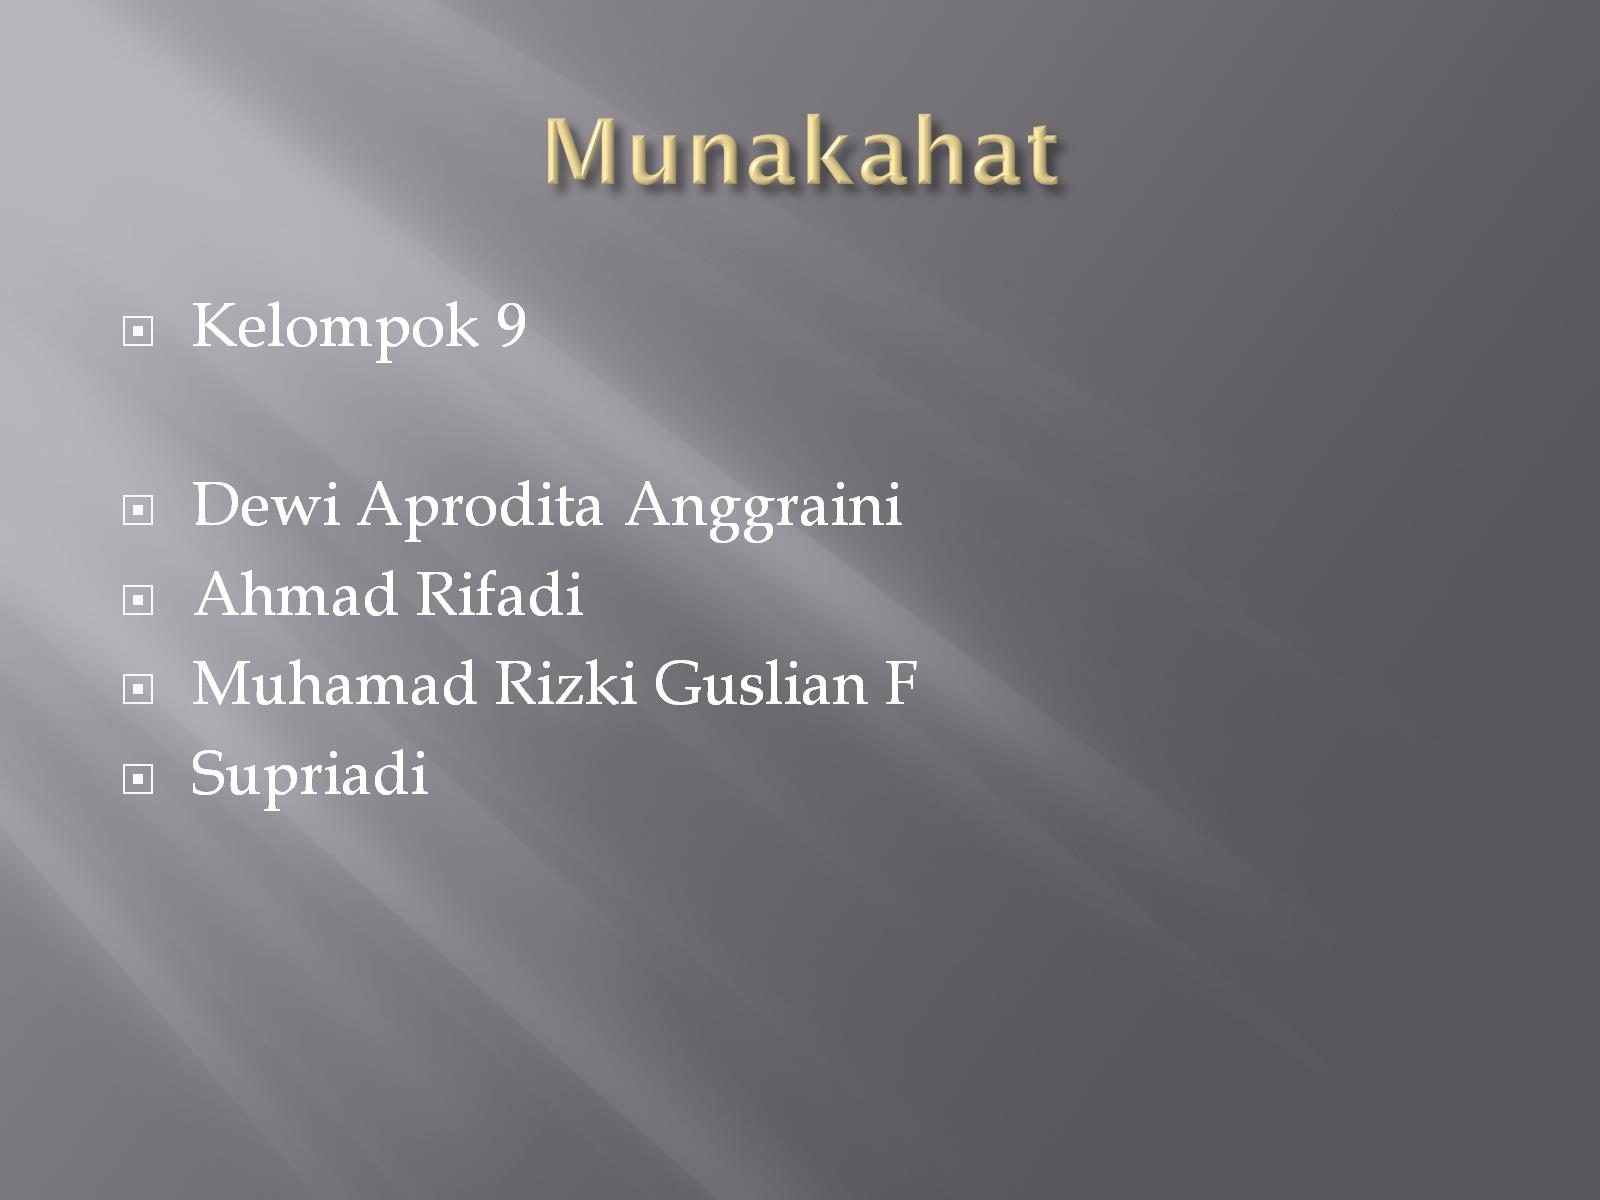 Munakahat
Kelompok 9
Dewi Aprodita Anggraini
Ahmad Rifadi
Muhamad Rizki Guslian F
Supriadi